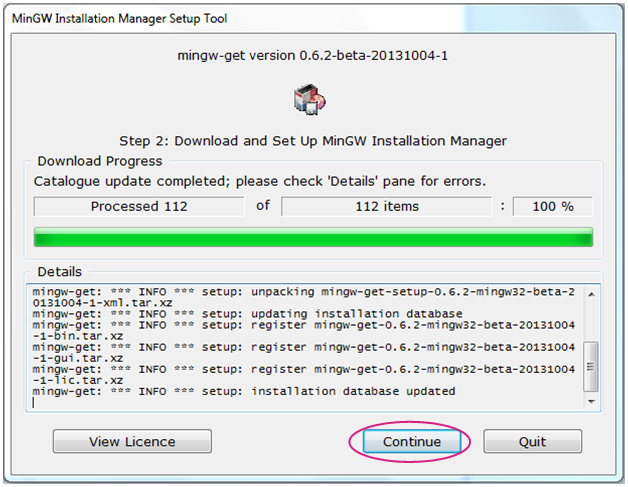 MinGW Installation Manager Setup Tool
mingw-get version 0.6.2-beta-20131004-1
Step 2: Download and Set Up MinGW Installation Manager
Download Progress
Catalogue update completed; please check 'Details' pane for errors.
Processed 112 of 112 items : 100 %
Details
mingw-get: *** INFO *** setup: unpacking mingw-get-setup-0.6.2-mingw32-beta-2
0131004-1-xml.tar.xz
mingw-get: *** INFO *** setup: updating installation database
mingw-get: *** INFO *** setup: register mingw-get-0.6.2-mingw32-beta-20131004
-1-bin.tar.xz
mingw-get: *** INFO *** setup: register mingw-get-0.6.2-mingw32-beta-20131004
-1-gui.tar.xz
mingw-get: *** INFO *** setup: register mingw-get-0.6.2-mingw32-beta-20131004
-1-lic.tar.xz
mingw-get: *** INFO *** setup: installation database updated
View Licence Continue Quit